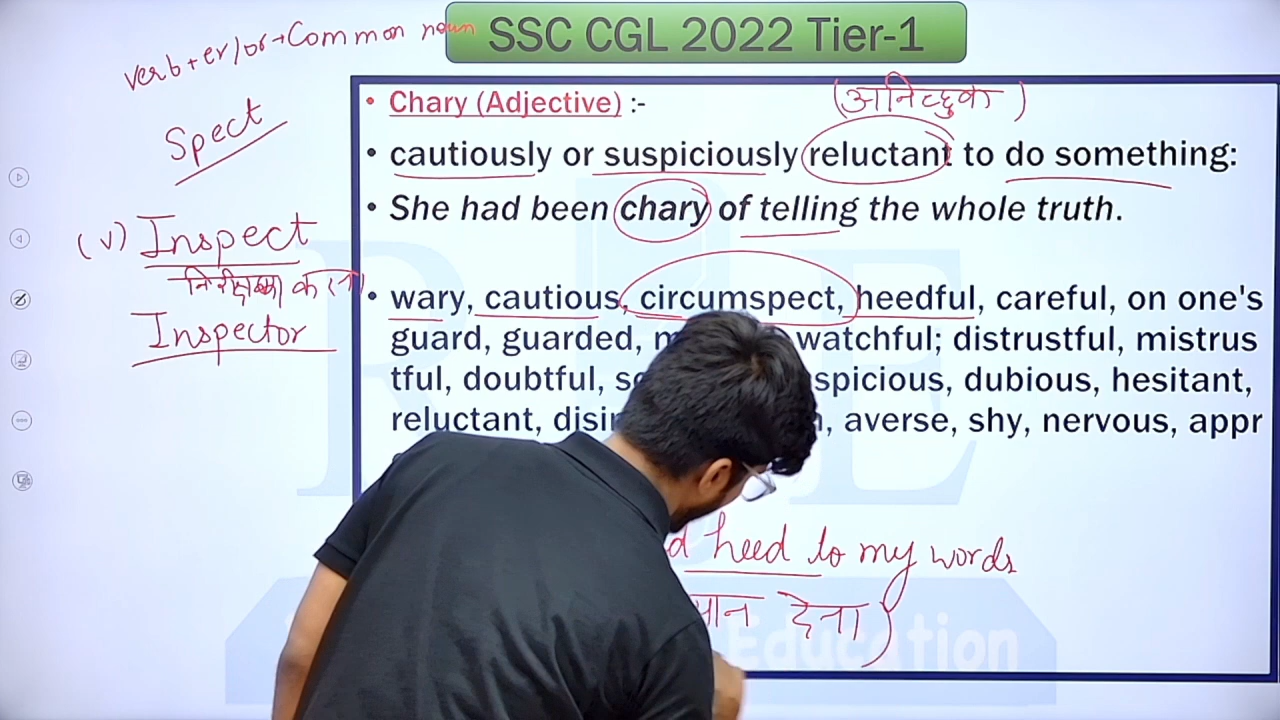 SSC CGL 2022 Tier-1
verb+er/or→Common noun
Spect
(v) Inspect
निरीक्षण करना
Inspector
• Chary (Adjective) :-
(अनिच्छुक)
• cautiously or suspiciously reluctant to do something:
• She had been chary of telling the whole truth.
• wary, cautious, circumspect, heedful, careful, on one's
guard, guarded, watchful; distrustful, mistrus
tful, doubtful, spicious, dubious, hesitant,
reluctant, averse, shy, nervous, appr
heed to my words
देना)
Education